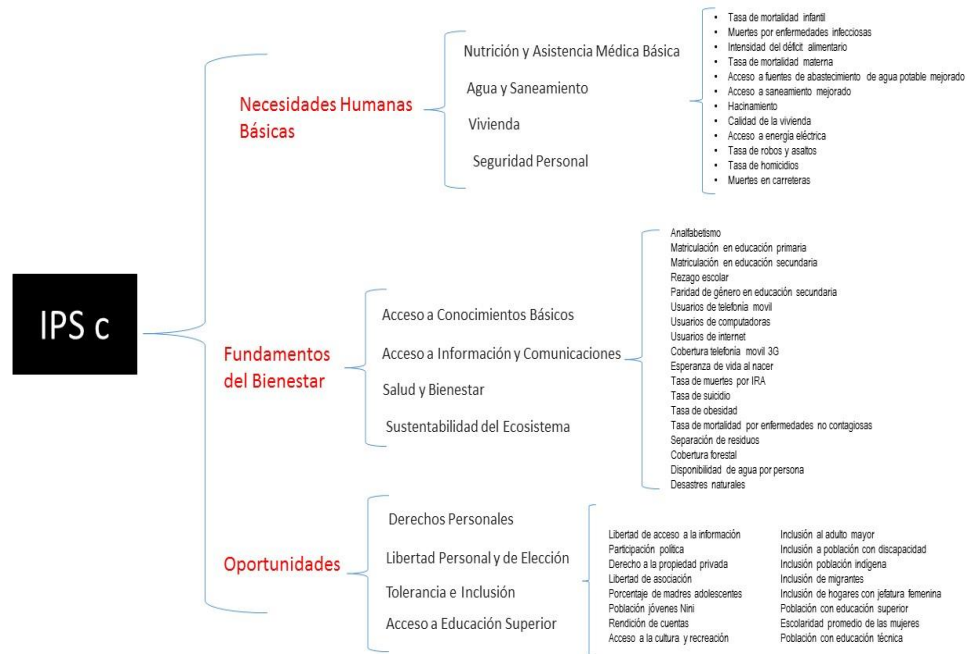 IPS c
Necesidades Humanas
Básicas
Nutrición y Asistencia Médica Básica
Agua y Saneamiento
Vivienda
Seguridad Personal
• Tasa de mortalidad infantil
• Muertes por enfermedades infecciosas
• Intensidad del déficit alimentario
• Tasa de mortalidad materna
• Acceso a fuentes de abastecimiento de agua potable mejorado
• Acceso a saneamiento mejorado
• Hacinamiento
• Calidad de la vivienda
• Acceso a energía eléctrica
• Tasa de robos y asaltos
• Tasa de homicidios
• Muertes en carreteras
Fundamentos
del Bienestar
Acceso a Conocimientos Básicos
Acceso a Información y Comunicaciones
Salud y Bienestar
Sustentabilidad del Ecosistema
Analfabetismo
Matriculación en educación primaria
Matriculación en educación secundaria
Rezago escolar
Paridad de género en educación secundaria
Usuarios de telefonía movil
Usuarios de computadoras
Usuarios de internet
Cobertura telefonía movil 3G
Esperanza de vida al nacer
Tasa de muertes por IRA
Tasa de suicidio
Tasa de obesidad
Tasa de mortalidad por enfermedades no contagiosas
Separación de residuos
Cobertura forestal
Disponibilidad de agua por persona
Desastres naturales
Oportunidades
Derechos Personales
Libertad Personal y de Elección
Tolerancia e Inclusión
Acceso a Educación Superior
Libertad de acceso a la información
Participación política
Derecho a la propiedad privada
Libertad de asociación
Porcentaje de madres adolescentes
Población jóvenes Nini
Rendición de cuentas
Acceso a la cultura y recreación
Inclusión al adulto mayor
Inclusión a población con discapacidad
Inclusión población indigena
Inclusión de migrantes
Inclusión de hogares con jefatura femenina
Población con educación superior
Escolaridad promedio de las mujeres
Población con educación técnica